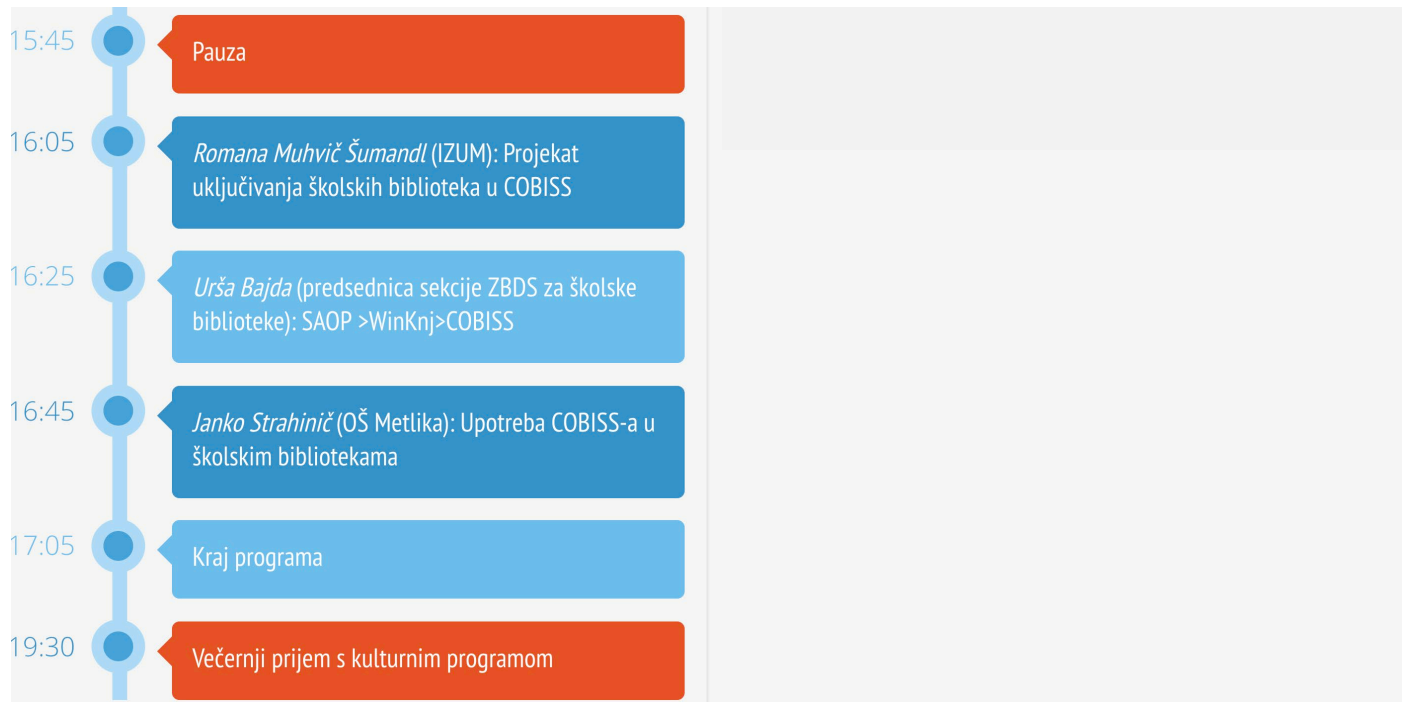 15:45
Pauza
16:05
Romana Muhvič Šumandl (IZUM): Projekat
uključivanja školskih biblioteka u COBISS
16:25
Urša Bajda (predsednica sekcije ZBDS za školske
biblioteke): SAOP >WinKnj>COBISS
16:45
Janko Strahinič (OŠ Metlika): Upotreba COBISS-a u
školskim bibliotekama
17:05
Kraj programa
19:30
Večernji prijem s kulturnim programom